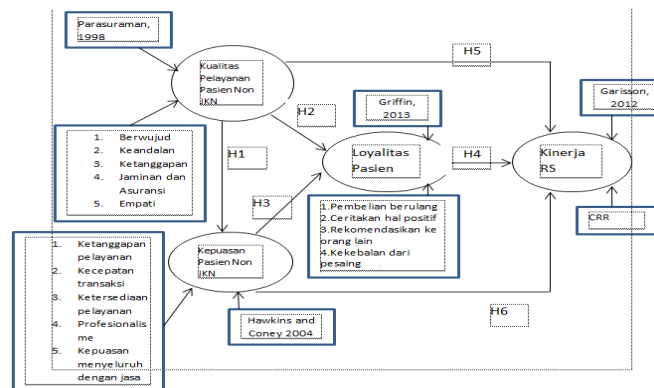 Parasuraman,
1998
Kualitas
Pelayanan
Pasien Non
JKN
H5
Garisson,
2012
H2
Griffin,
2013
1. Berwujud
2. Keandalan
3. Ketanggapan
4. Jaminan dan
Asuransi
5. Empati
H1
Loyalitas
Pasien
H4
Kinerja
RS
H3
1.Pembelian berulang
2.Ceritakan hal positif
3.Rekomendasikan ke
orang lain
4.Kekebalan dari
pesaing
CRR
Kepuasan
Pasien Non
JKN
1. Ketanggapan
pelayanan
2. Kecepatan
transaksi
3. Ketersediaan
pelayanan
4. Profesionalis
me
5. Kepuasan
menyeluruh
dengan jasa
Hawkins and
Coney 2004
H6